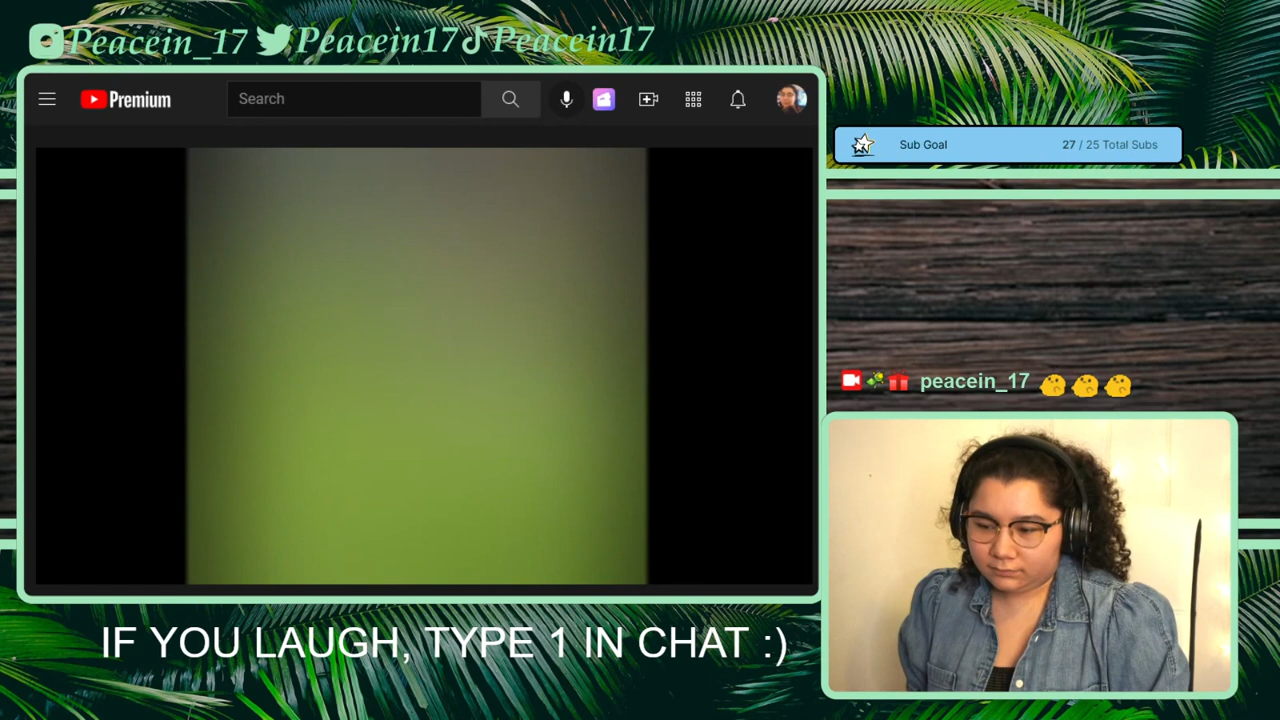 Peacein_17 Peacein17 Peacein17
Premium
Search
Sub Goal
27 / 25 Total Subs
peacein_17
IF YOU LAUGH, TYPE 1 IN CHAT :)